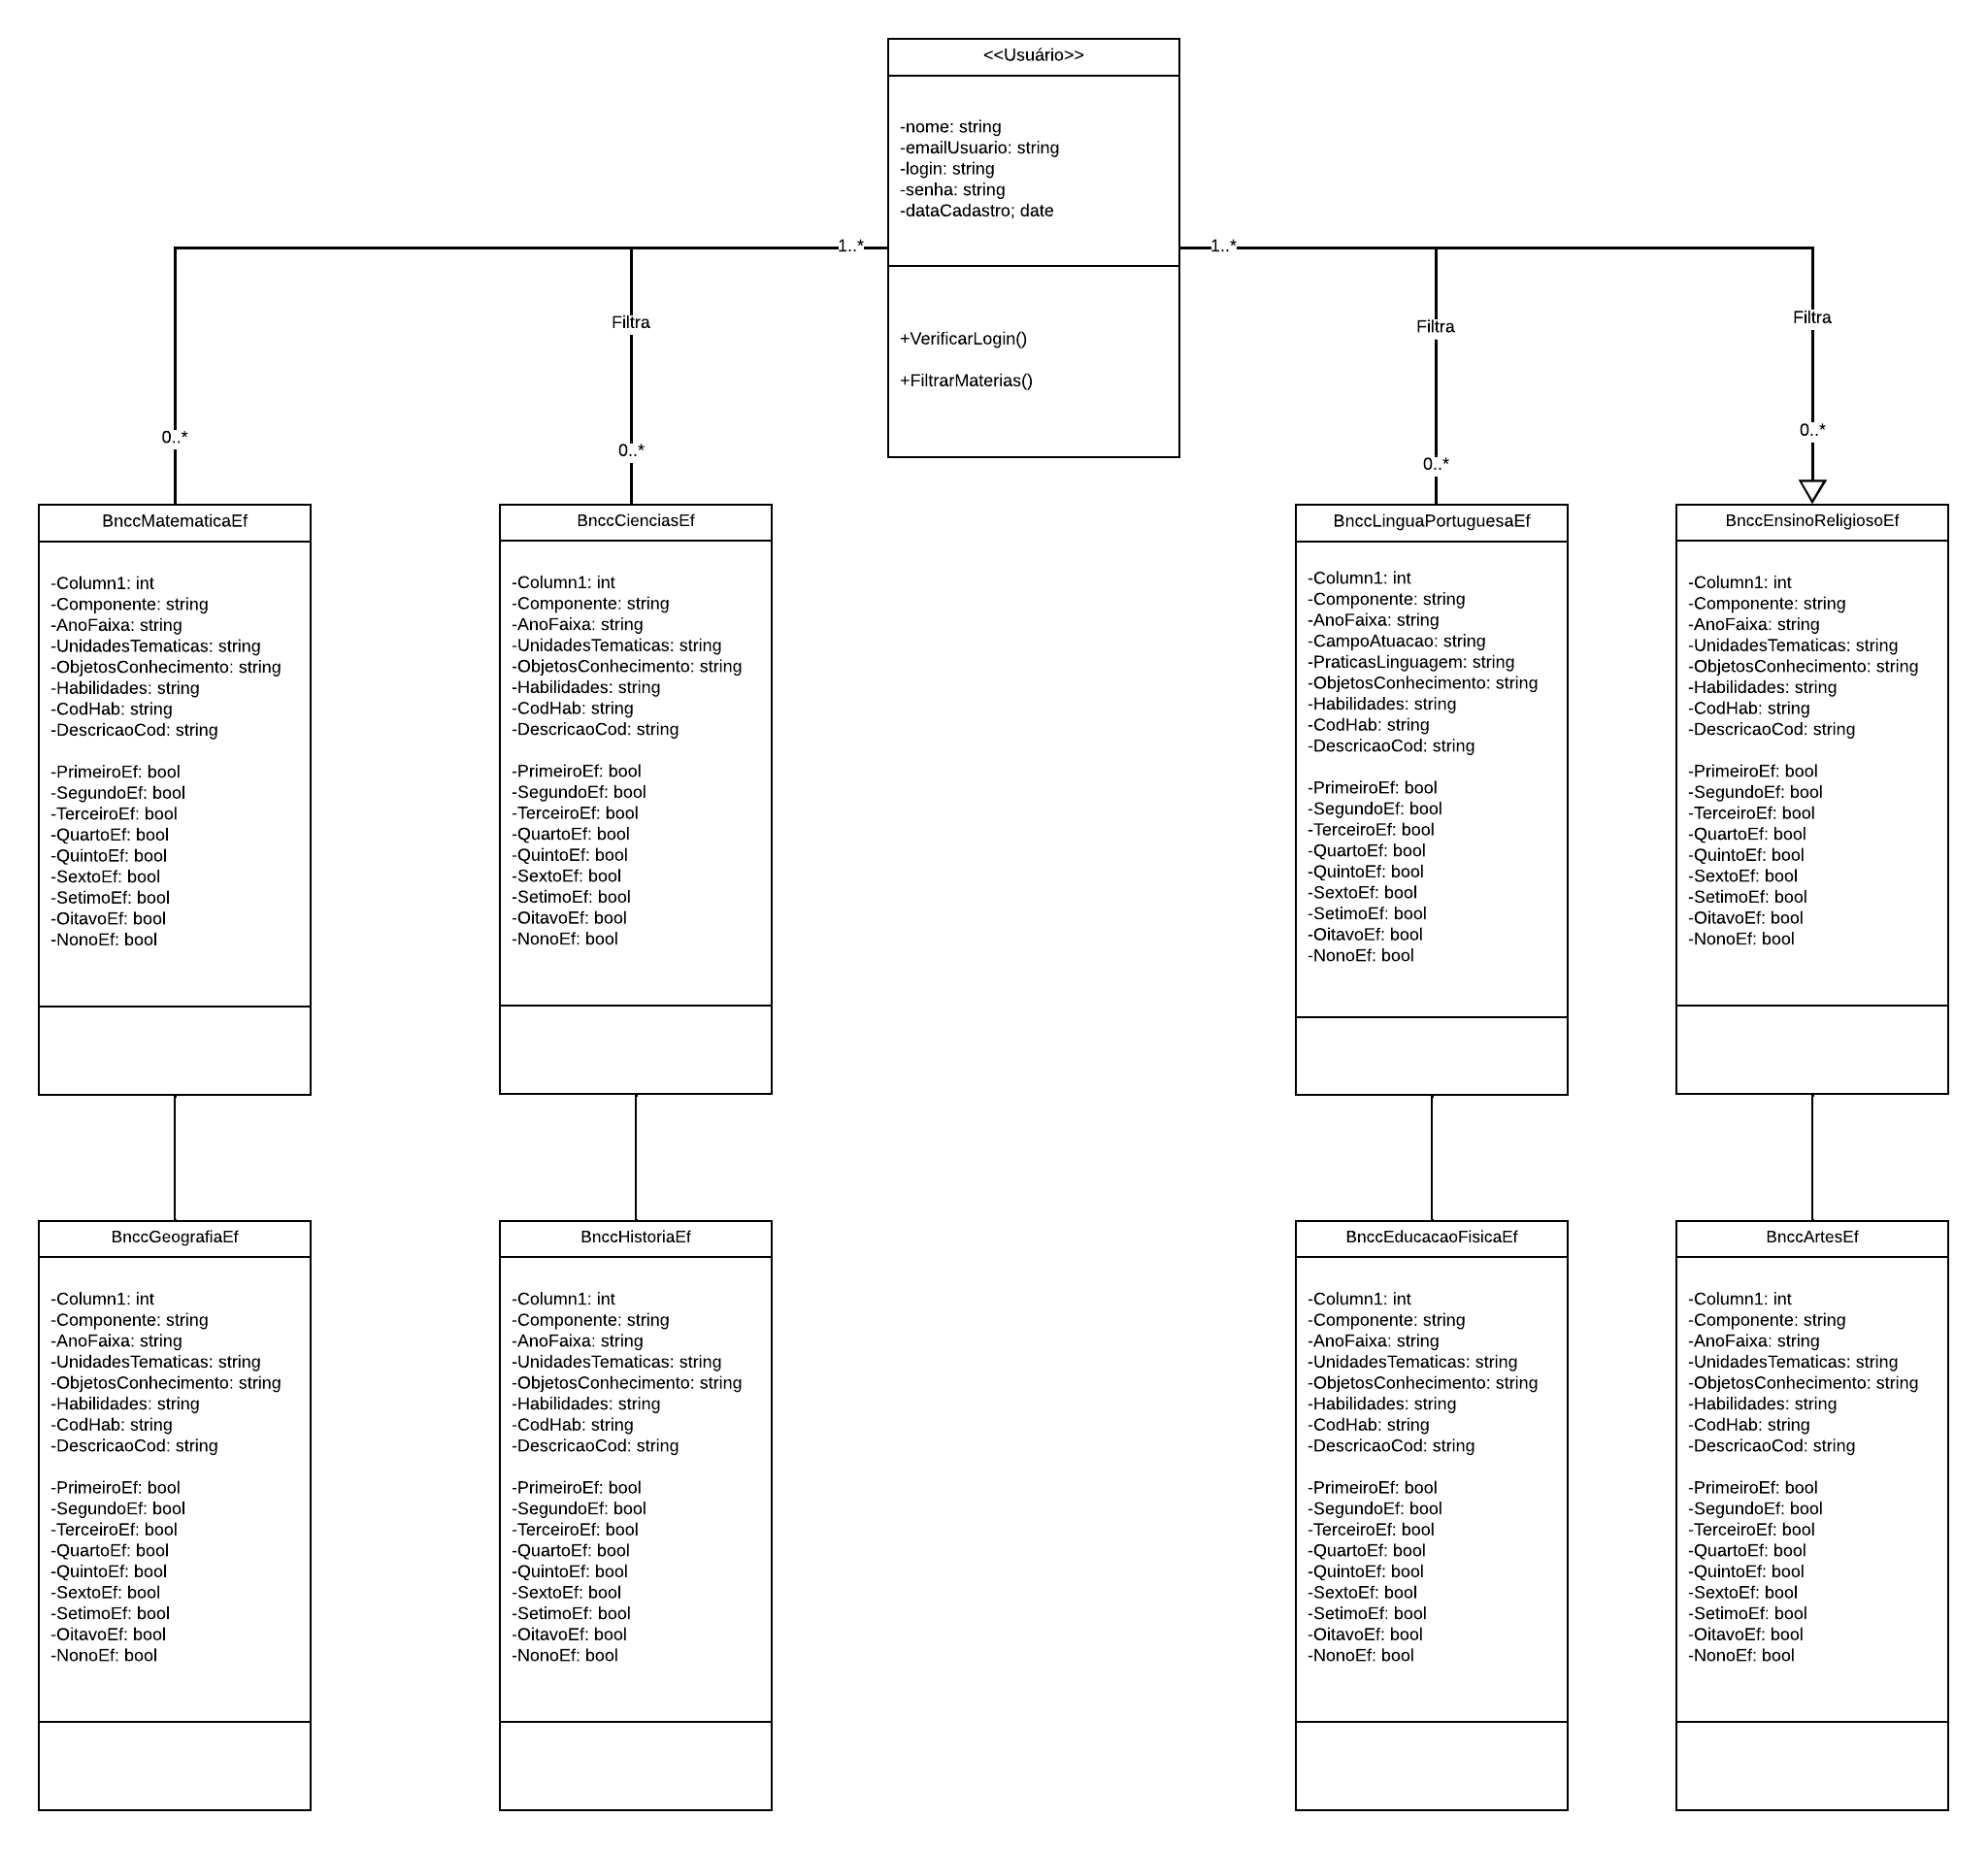 <<Usuário>>
-nome: string
-emailUsuario: string
-login: string
-senha: string
-dataCadastro; date
+VerificarLogin()
+FiltrarMaterias()
1..*
1..*
Filtra
Filtra
Filtra
0..*
0..*
0..*
0..*
BnccMatematicaEf
-Column1: int
-Componente: string
-AnoFaixa: string
-UnidadesTematicas: string
-ObjetosConhecimento: string
-Habilidades: string
-CodHab: string
-DescricaoCod: string
-PrimeiroEf: bool
-SegundoEf: bool
-TerceiroEf: bool
-QuartoEf: bool
-QuintoEf: bool
-SextoEf: bool
-SetimoEf: bool
-OitavoEf: bool
-NonoEf: bool
BnccCienciasEf
-Column1: int
-Componente: string
-AnoFaixa: string
-UnidadesTematicas: string
-ObjetosConhecimento: string
-Habilidades: string
-CodHab: string
-DescricaoCod: string
-PrimeiroEf: bool
-SegundoEf: bool
-TerceiroEf: bool
-QuartoEf: bool
-QuintoEf: bool
-SextoEf: bool
-SetimoEf: bool
-OitavoEf: bool
-NonoEf: bool
BnccLinguaPortuguesaEf
-Column1: int
-Componente: string
-AnoFaixa: string
-CampoAtuacao: string
-PraticasLinguagem: string
-ObjetosConhecimento: string
-Habilidades: string
-CodHab: string
-DescricaoCod: string
-PrimeiroEf: bool
-SegundoEf: bool
-TerceiroEf: bool
-QuartoEf: bool
-QuintoEf: bool
-SextoEf: bool
-SetimoEf: bool
-OitavoEf: bool
-NonoEf: bool
BnccEnsinoReligiosoEf
-Column1: int
-Componente: string
-AnoFaixa: string
-UnidadesTematicas: string
-ObjetosConhecimento: string
-Habilidades: string
-CodHab: string
-DescricaoCod: string
-PrimeiroEf: bool
-SegundoEf: bool
-TerceiroEf: bool
-QuartoEf: bool
-QuintoEf: bool
-SextoEf: bool
-SetimoEf: bool
-OitavoEf: bool
-NonoEf: bool
BnccGeografiaEf
-Column1: int
-Componente: string
-AnoFaixa: string
-UnidadesTematicas: string
-ObjetosConhecimento: string
-Habilidades: string
-CodHab: string
-DescricaoCod: string
-PrimeiroEf: bool
-SegundoEf: bool
-TerceiroEf: bool
-QuartoEf: bool
-QuintoEf: bool
-SextoEf: bool
-SetimoEf: bool
-OitavoEf: bool
-NonoEf: bool
BnccHistoriaEf
-Column1: int
-Componente: string
-AnoFaixa: string
-UnidadesTematicas: string
-ObjetosConhecimento: string
-Habilidades: string
-CodHab: string
-DescricaoCod: string
-PrimeiroEf: bool
-SegundoEf: bool
-TerceiroEf: bool
-QuartoEf: bool
-QuintoEf: bool
-SextoEf: bool
-SetimoEf: bool
-OitavoEf: bool
-NonoEf: bool
BnccEducacaoFisicaEf
-Column1: int
-Componente: string
-AnoFaixa: string
-UnidadesTematicas: string
-ObjetosConhecimento: string
-Habilidades: string
-CodHab: string
-DescricaoCod: string
-PrimeiroEf: bool
-SegundoEf: bool
-TerceiroEf: bool
-QuartoEf: bool
-QuintoEf: bool
-SextoEf: bool
-SetimoEf: bool
-OitavoEf: bool
-NonoEf: bool
BnccArtesEf
-Column1: int
-Componente: string
-AnoFaixa: string
-UnidadesTematicas: string
-ObjetosConhecimento: string
-Habilidades: string
-CodHab: string
-DescricaoCod: string
-PrimeiroEf: bool
-SegundoEf: bool
-TerceiroEf: bool
-QuartoEf: bool
-QuintoEf: bool
-SextoEf: bool
-SetimoEf: bool
-OitavoEf: bool
-NonoEf: bool